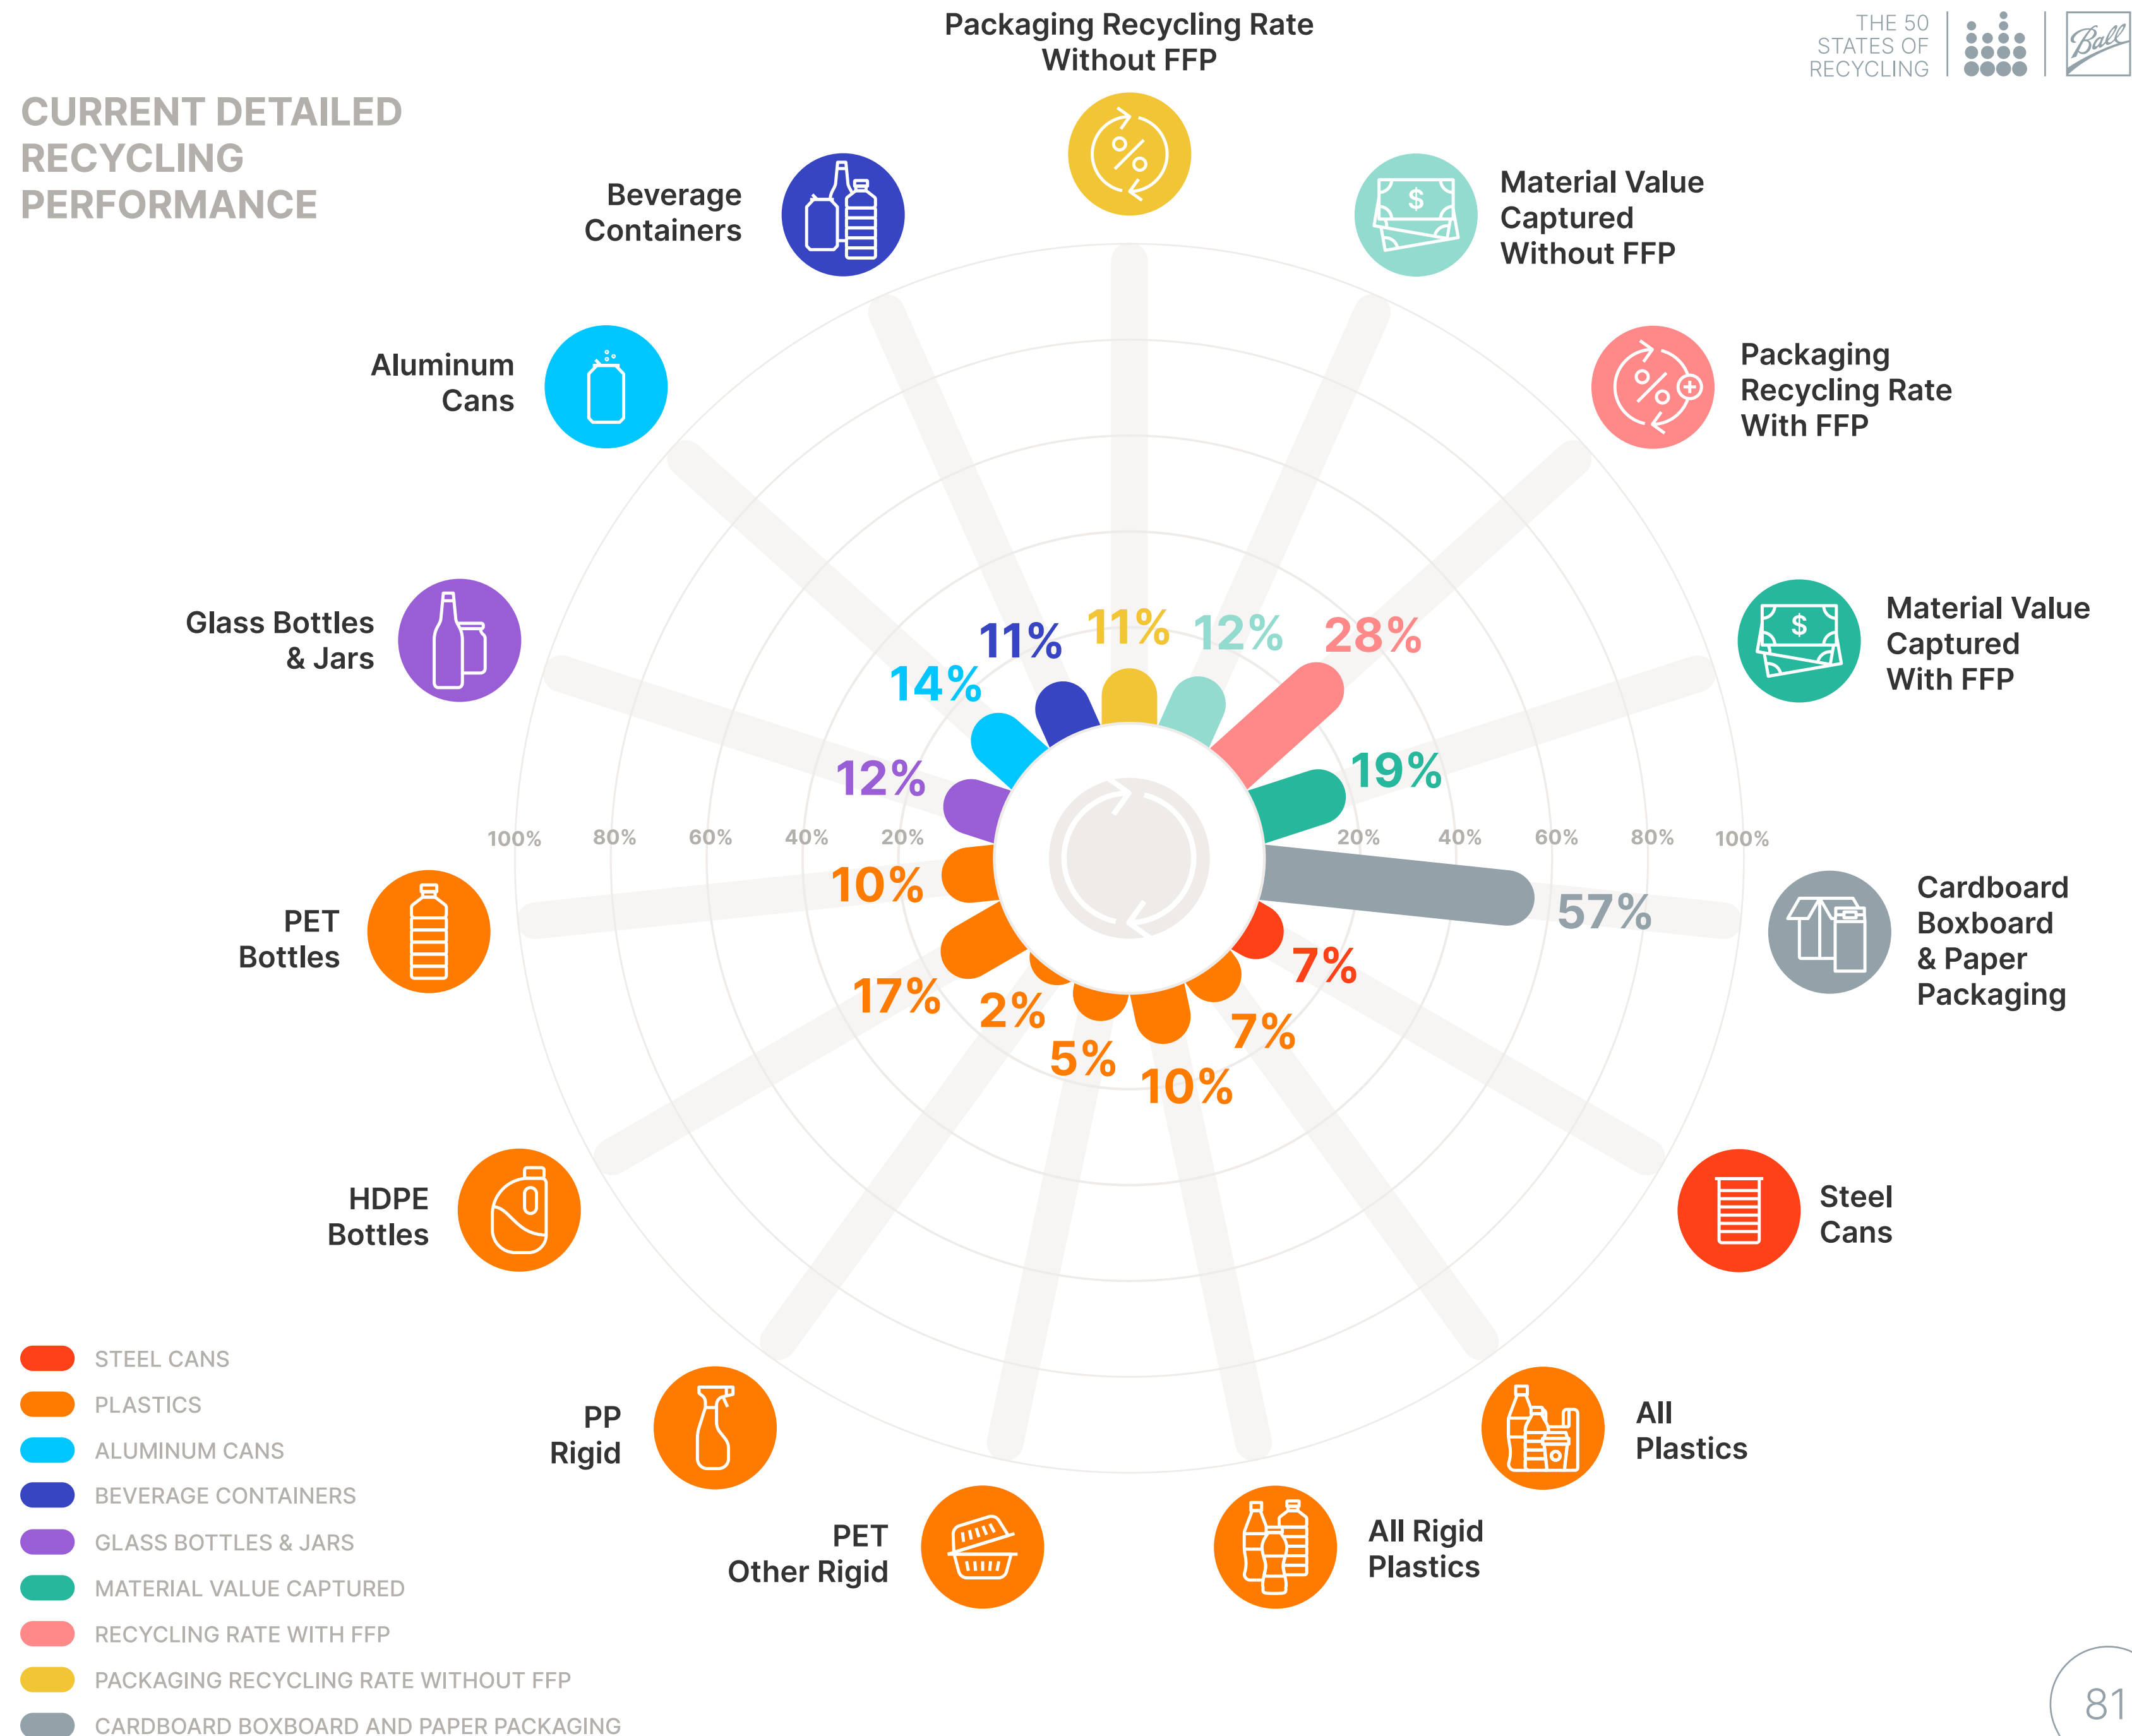 THE 50
STATES OF
RECYCLING
Ball
CURRENT DETAILED
RECYCLING
PERFORMANCE
Packaging Recycling Rate
Without FFP
Beverage
Containers
$
Material Value
Captured
Without FFP
Aluminum
Cans
Packaging
Recycling Rate
With FFP
Glass Bottles
& Jars
$
Material Value
Captured
With FFP
11%
11%
12%
28%
14%
12%
19%
100%
80%
60%
40%
20%
20%
40%
60%
80%
100%
10%
57%
PET
Bottles
Cardboard
Boxboard
& Paper
Packaging
17%
2%
5%
10%
7%
7%
HDPE
Bottles
Steel
Cans
PP
Rigid
All
Plastics
PET
Other Rigid
All Rigid
Plastics
STEEL CANS
PLASTICS
ALUMINUM CANS
BEVERAGE CONTAINERS
GLASS BOTTLES & JARS
MATERIAL VALUE CAPTURED
RECYCLING RATE WITH FFP
PACKAGING RECYCLING RATE WITHOUT FFP
CARDBOARD BOXBOARD AND PAPER PACKAGING
81